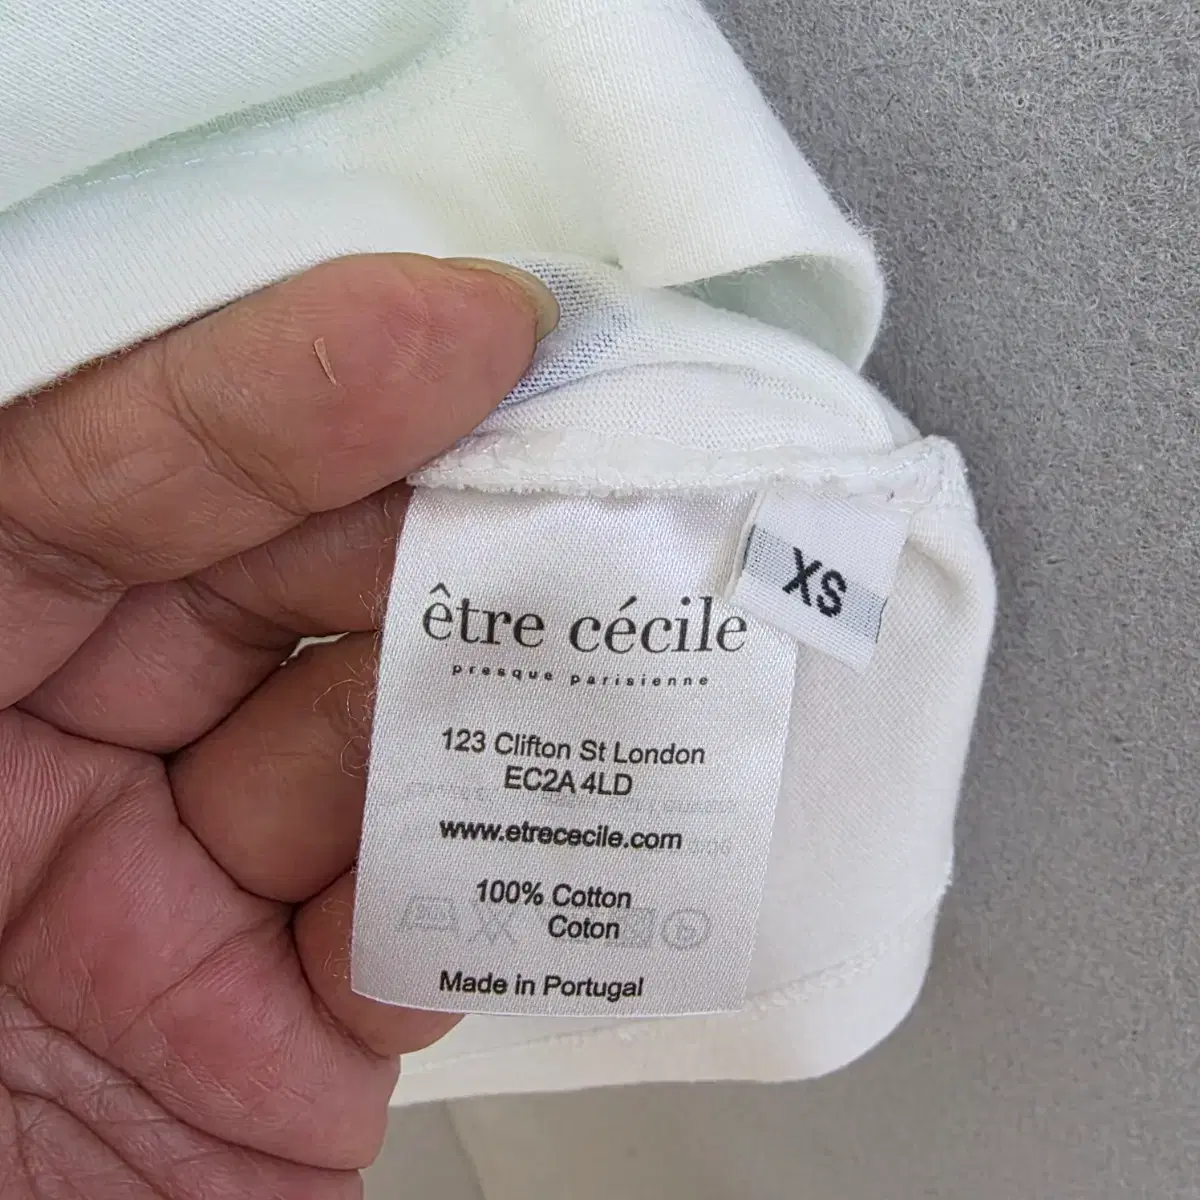 XS
être cécile
presque parisienne
123 Clifton St London
EC2A 4LD
www.etrececile.com
100% Cotton
Coton
Made in Portugal